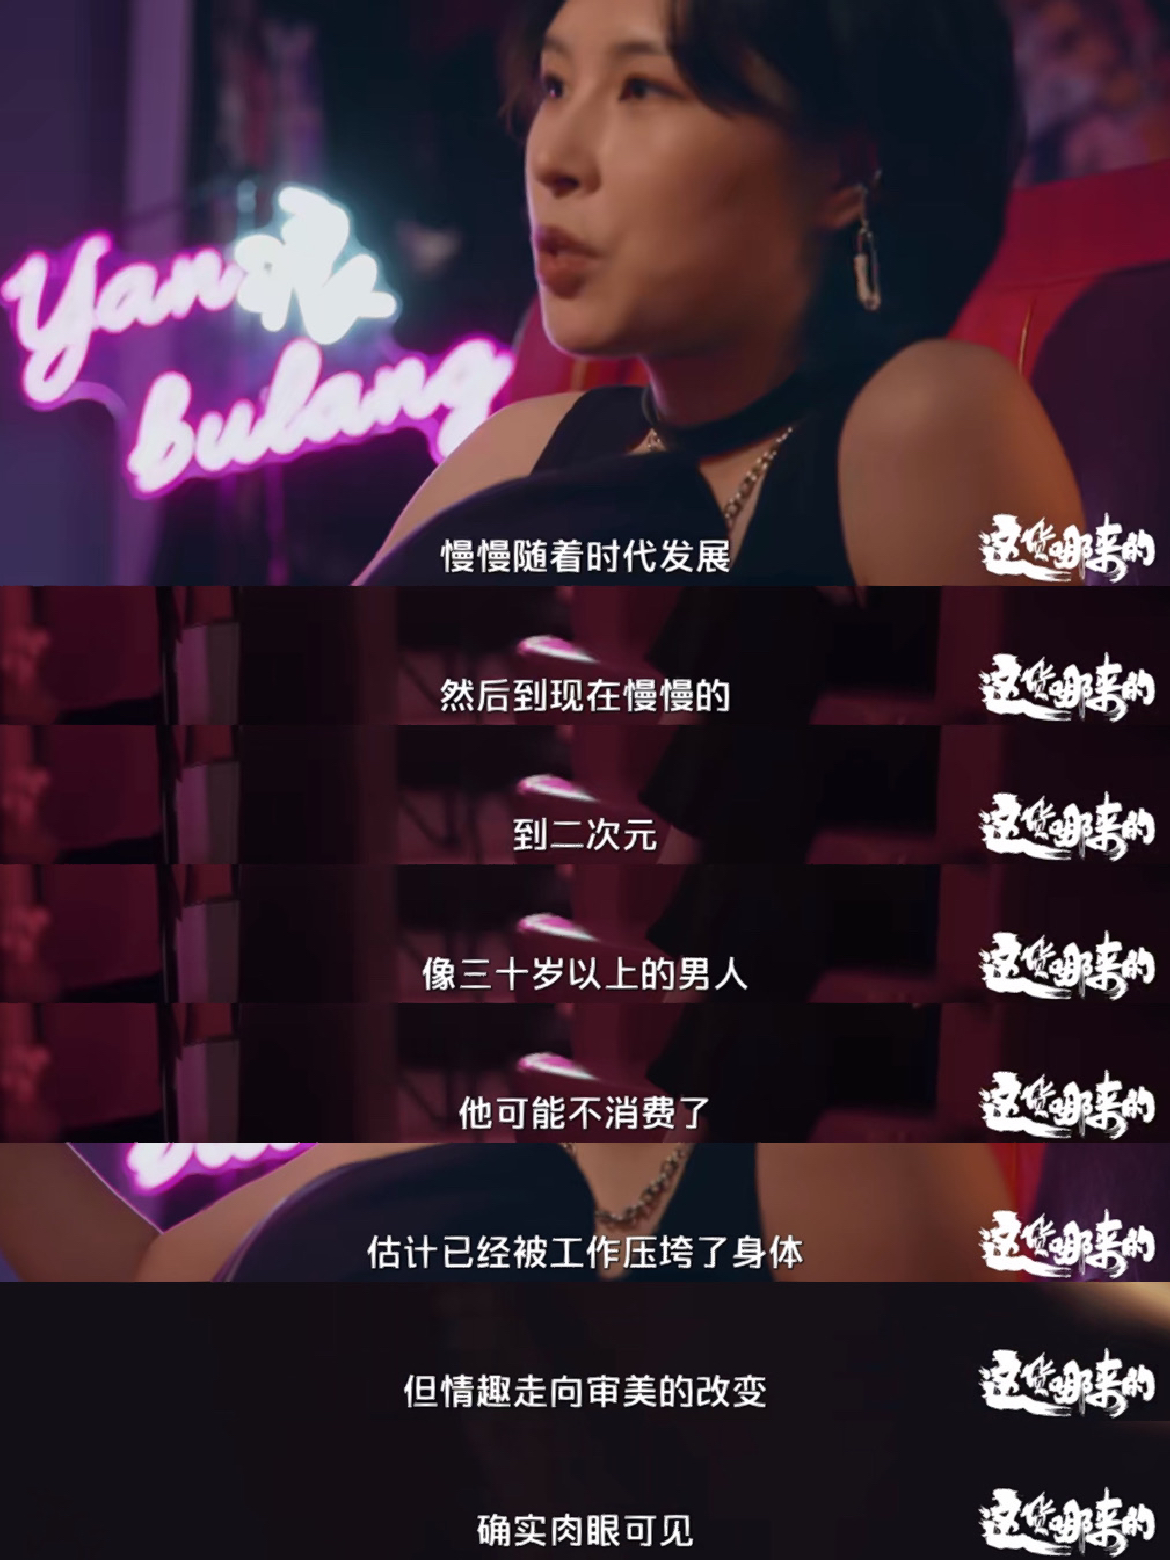 Yan
bulang
慢慢随着时代发展
这货哪来的
然后到现在慢慢的
这货哪来的
到二次元
这货哪来的
像三十岁以上的男人
这货哪来的
他可能不消费了
这货哪来的
估计已经被工作压垮了身体
这货哪来的
但情趣走向审美的改变
这货哪来的
确实肉眼可见
这货哪来的